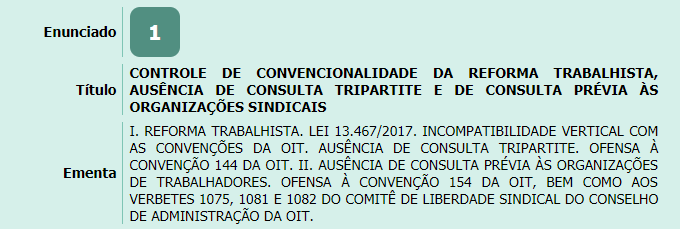 Enunciado 1
Título CONTROLE DE CONVENCIONALIDADE DA REFORMA TRABALHISTA,
AUSÊNCIA DE CONSULTA TRIPARTITE E DE CONSULTA PRÉVIA ÀS
ORGANIZAÇÕES SINDICAIS
Ementa I. REFORMA TRABALHISTA. LEI 13.467/2017. INCOMPATIBILIDADE VERTICAL COM
AS CONVENÇÕES DA OIT. AUSÊNCIA DE CONSULTA TRIPARTITE. OFENSA À
CONVENÇÃO 144 DA OIT. II. AUSÊNCIA DE CONSULTA PRÉVIA ÀS ORGANIZAÇÕES
DE TRABALHADORES. OFENSA À CONVENÇÃO 154 DA OIT, BEM COMO AOS
VERBETES 1075, 1081 E 1082 DO COMITÊ DE LIBERDADE SINDICAL DO CONSELHO
DE ADMINISTRAÇÃO DA OIT.